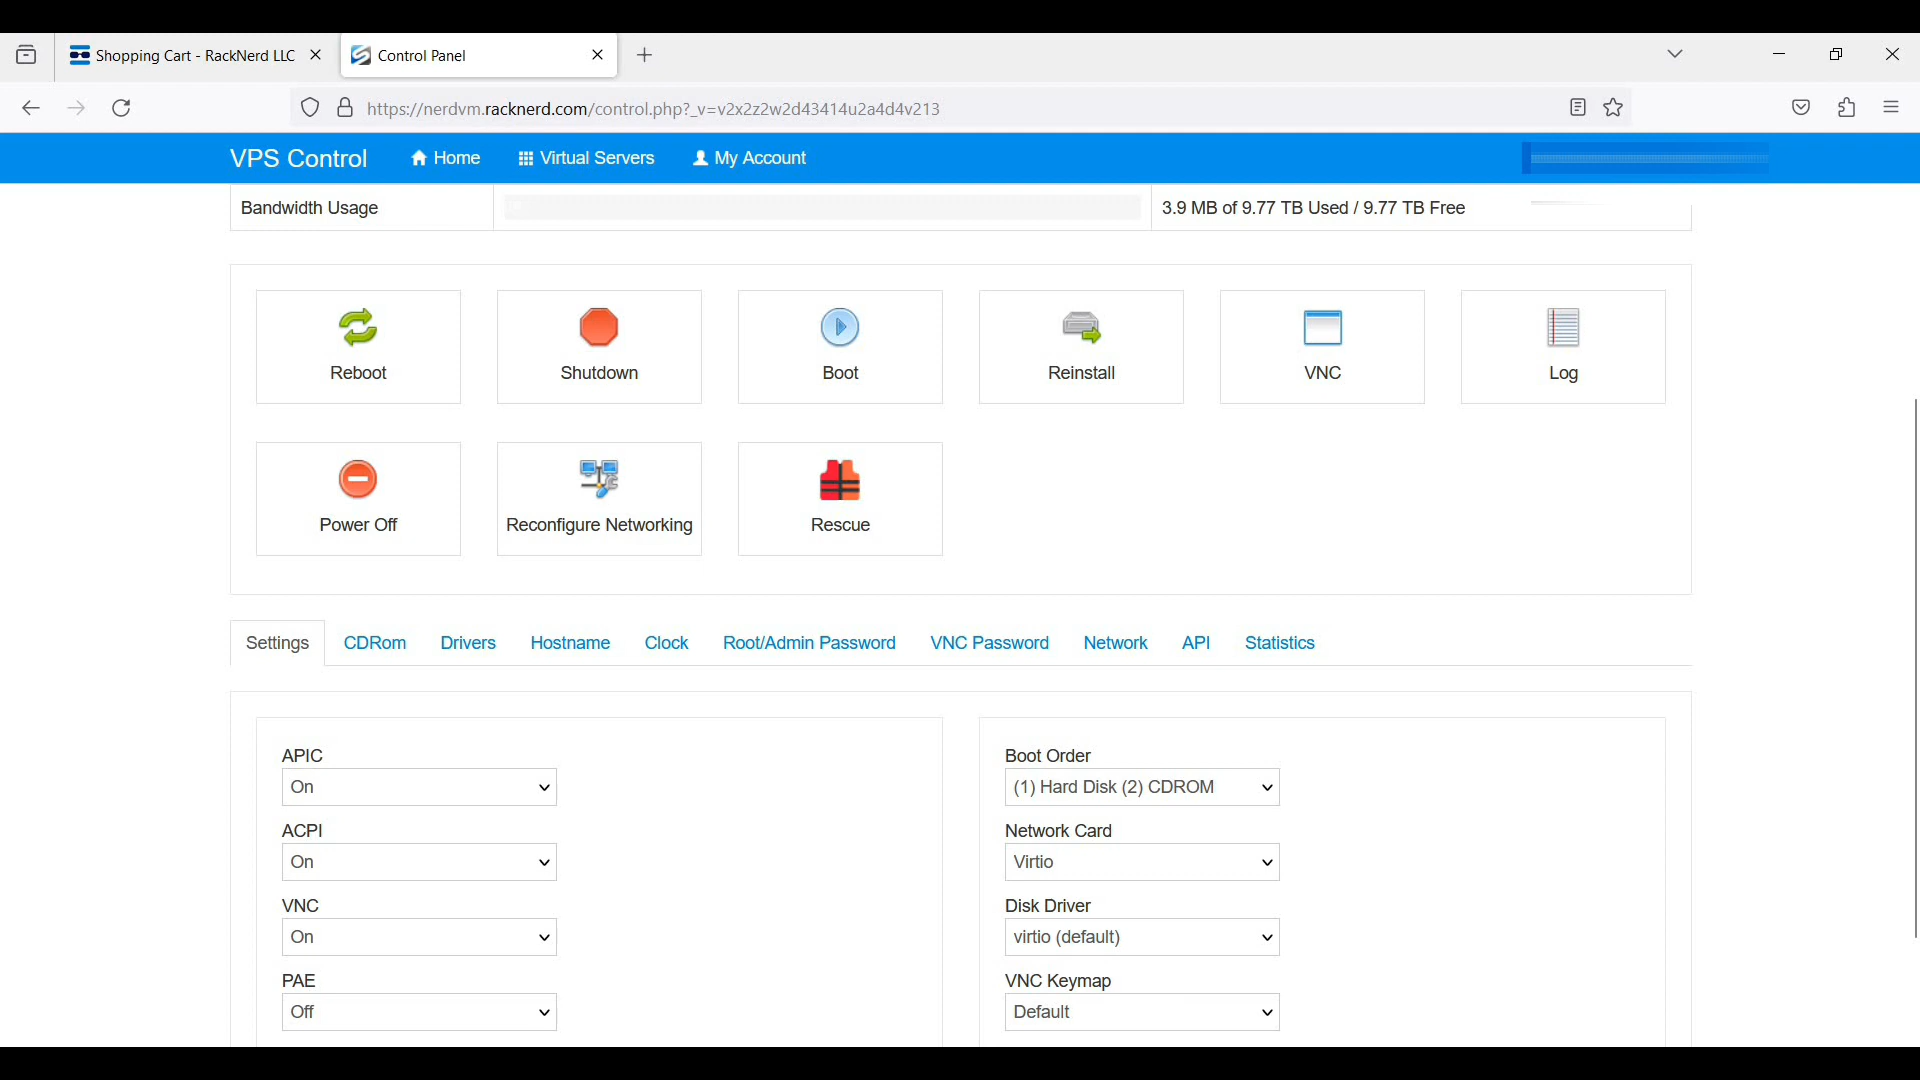 Shopping Cart - RackNerd LLC
Control Panel
https://nerdvm.racknerd.com/control.php?_v=v2x2z2w2d43414u2a4d4v213
VPS Control Home Virtual Servers My Account
Bandwidth Usage 3.9 MB of 9.77 TB Used / 9.77 TB Free
Reboot Shutdown Boot Reinstall VNC Log
Power Off Reconfigure Networking Rescue
Settings CDRom Drivers Hostname Clock Root/Admin Password VNC Password Network API Statistics
APIC
On
ACPI
On
VNC
On
PAE
Off
Boot Order
(1) Hard Disk (2) CDROM
Network Card
Virtio
Disk Driver
virtio (default)
VNC Keymap
Default